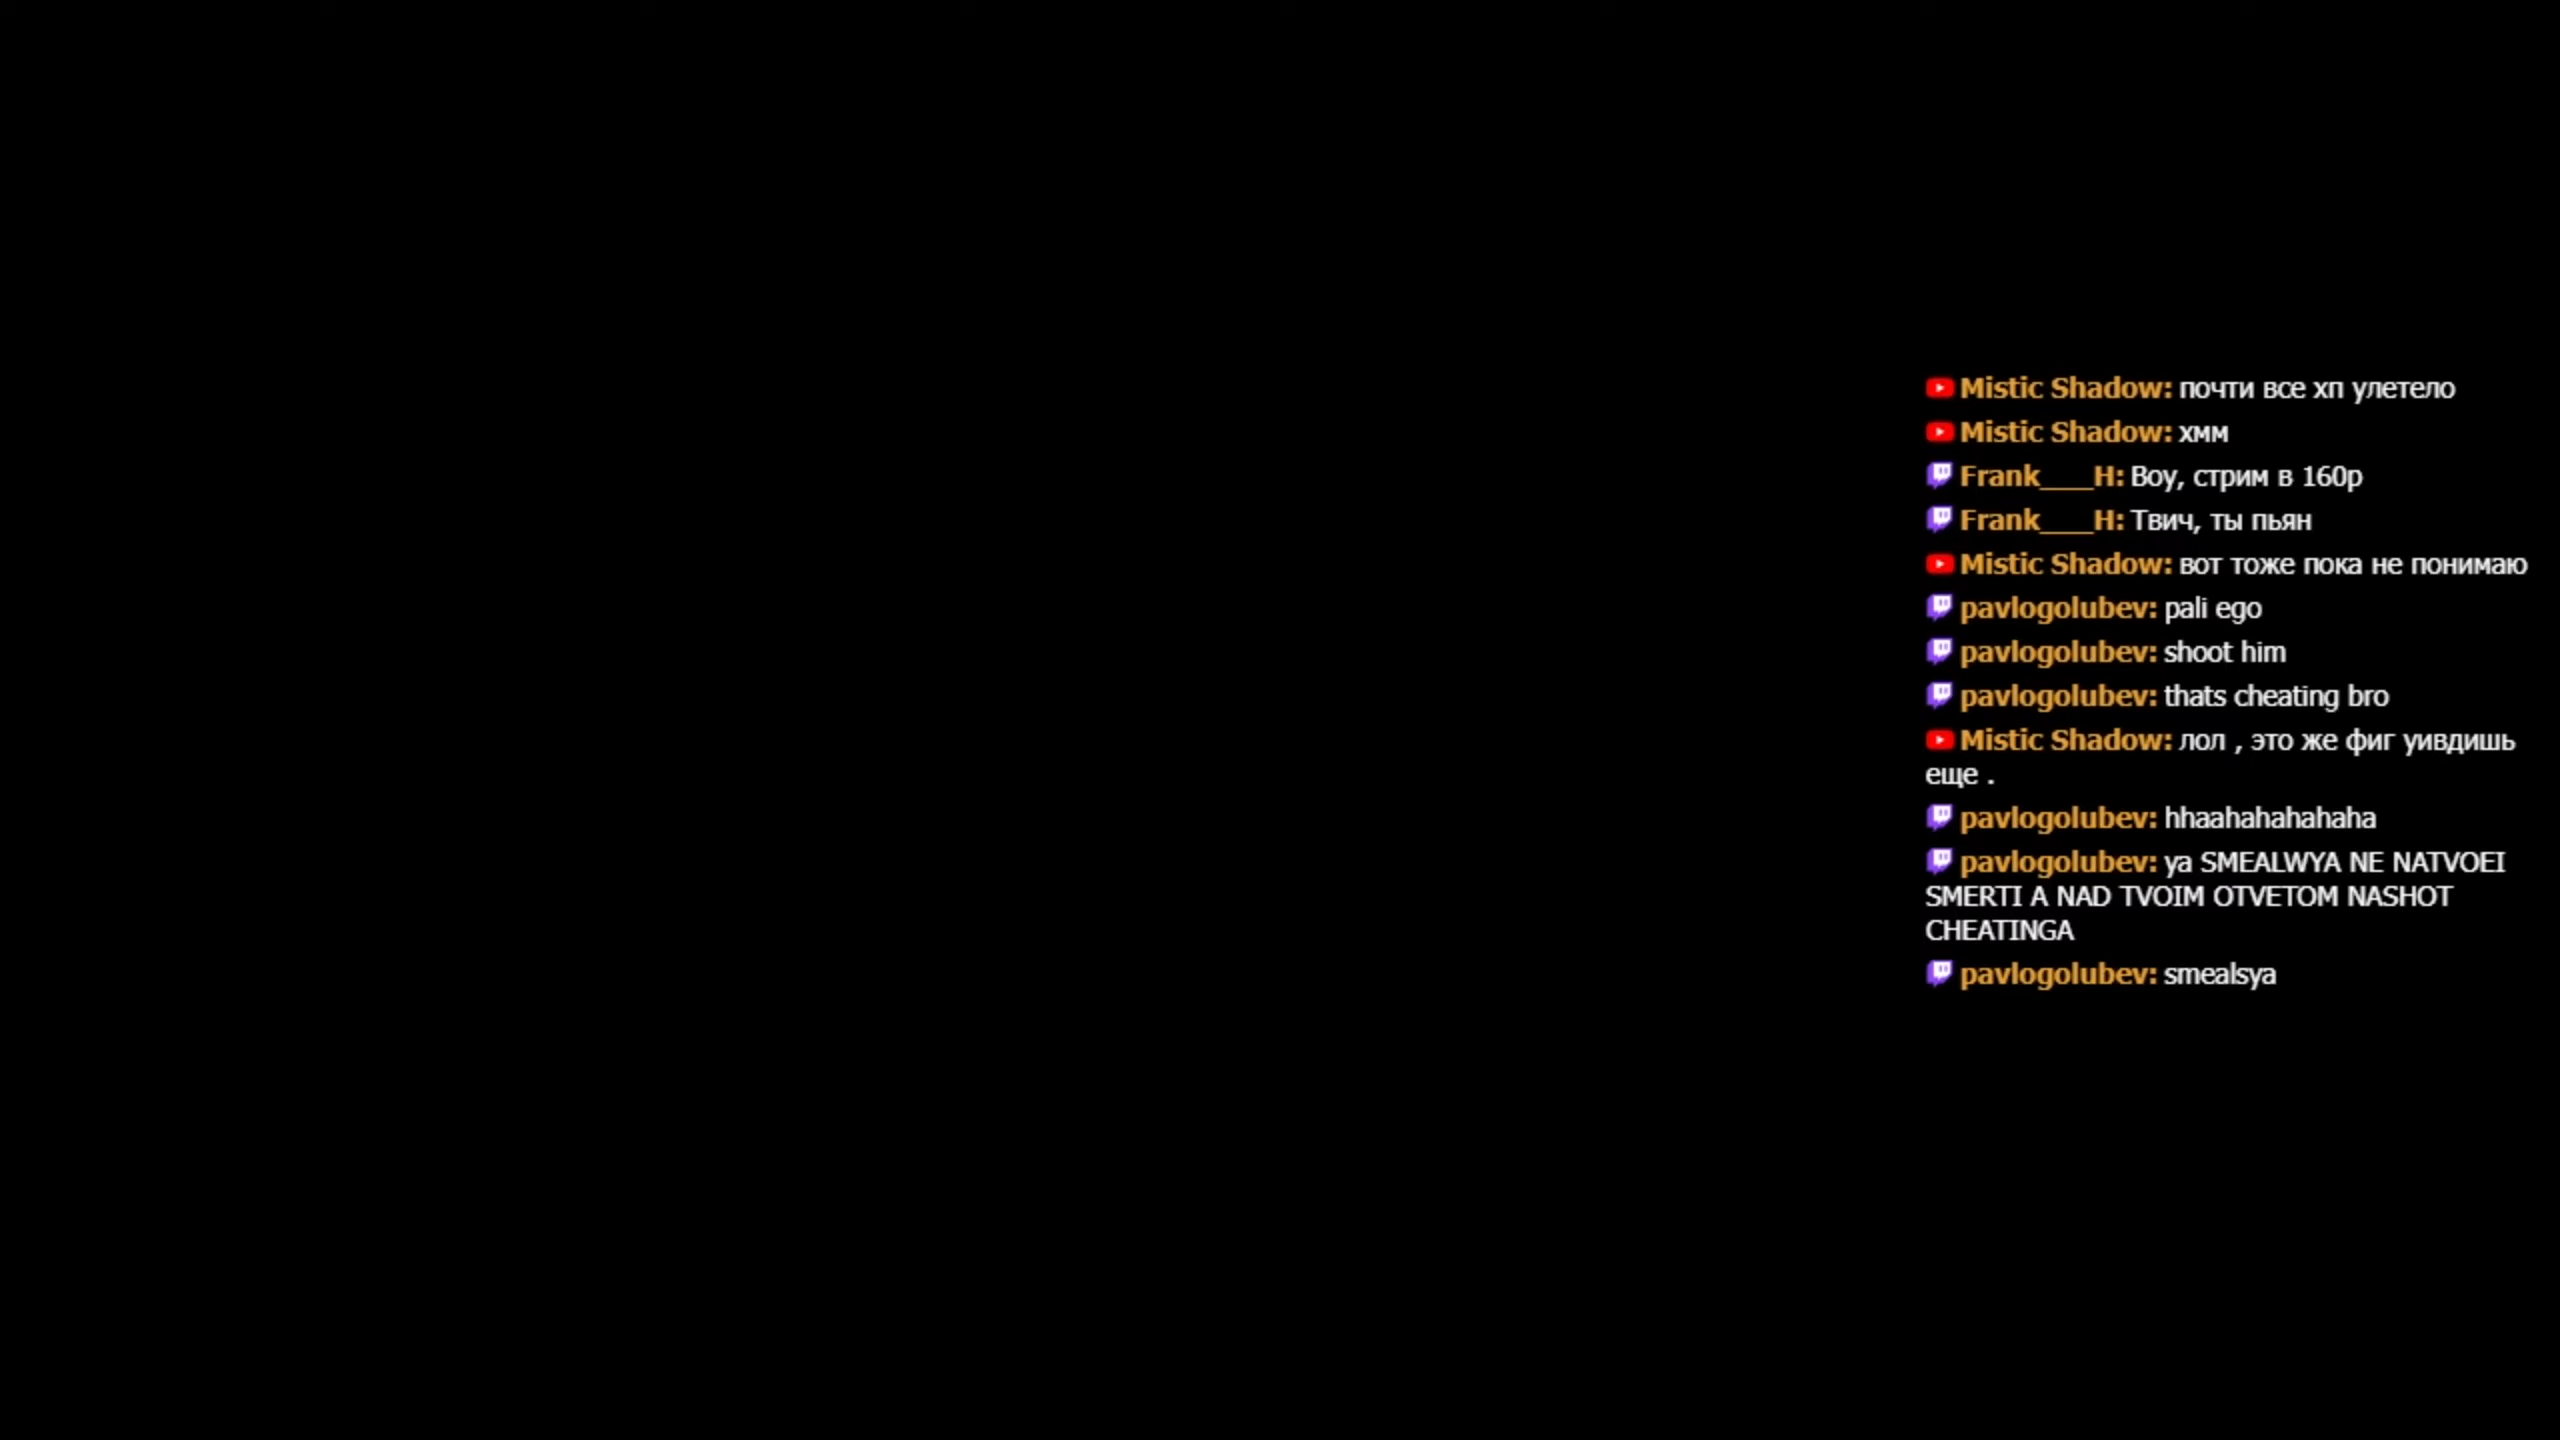 Mistic Shadow: почти все хп улетело
Mistic Shadow: хмм
Frank___H: Воу, стрим в 160p
Frank___H: Твич, ты пьян
Mistic Shadow: вот тоже пока не понимаю
pavlogolubev: pali ego
pavlogolubev: shoot him
pavlogolubev: thats cheating bro
Mistic Shadow: лол , это же фиг уивдишь
еще .
pavlogolubev: hhaahahahahaha
pavlogolubev: ya SMEALWYA NE NATVOEI
SMERTI A NAD TVOIM OTVETOM NASHOT
CHEATINGA
pavlogolubev: smealsya